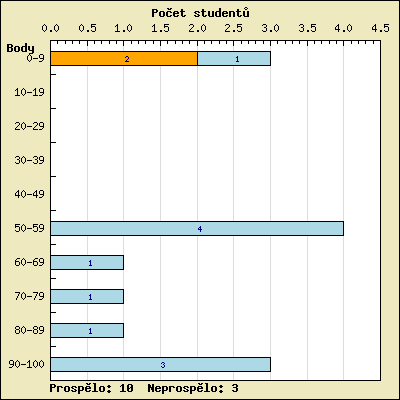 Počet studentů
0.0 0.5 1.0 1.5 2.0 2.5 3.0 3.5 4.0 4.5
Body
0-9 2 1
10-19
20-29
30-39
40-49
50-59 4
60-69 1
70-79 1
80-89 1
90-100 3
Prospělo: 10 Neprospělo: 3